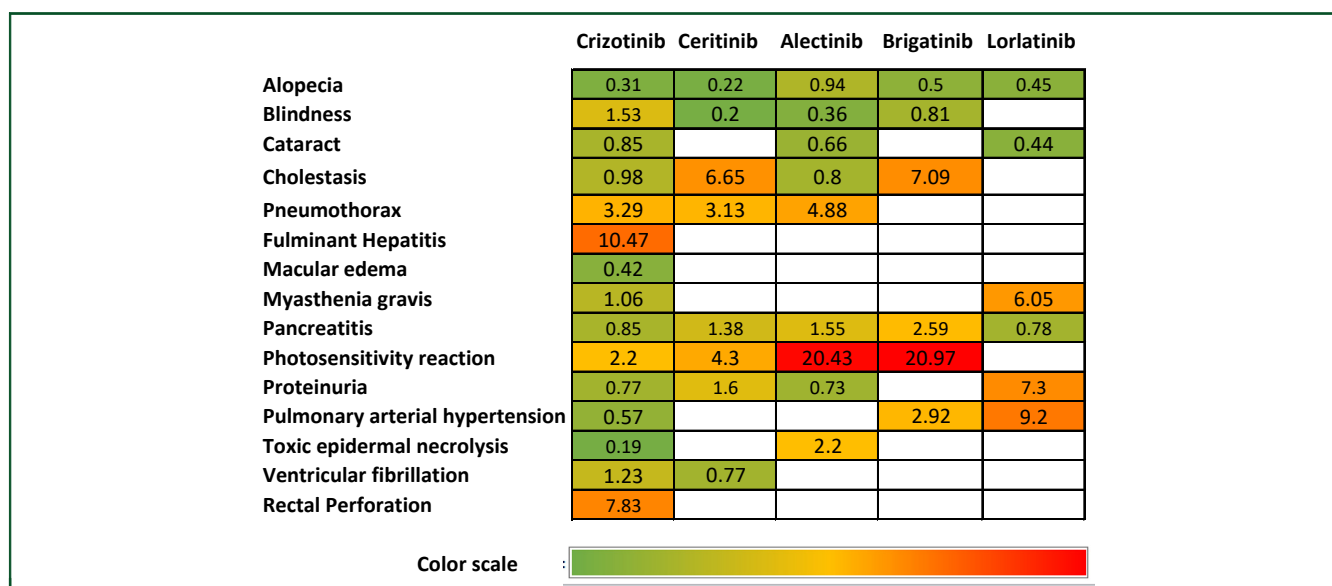 Crizotinib Ceritinib Alectinib Brigatinib Lorlatinib
Alopecia 0.31 0.22 0.94 0.5 0.45
Blindness 1.53 0.2 0.36 0.81
Cataract 0.85 0.66 0.44
Cholestasis 0.98 6.65 0.8 7.09
Pneumothorax 3.29 3.13 4.88
Fulminant Hepatitis 10.47
Macular edema 0.42
Myasthenia gravis 1.06 6.05
Pancreatitis 0.85 1.38 1.55 2.59 0.78
Photosensitivity reaction 2.2 4.3 20.43 20.97
Proteinuria 0.77 1.6 0.73 7.3
Pulmonary arterial hypertension 0.57 2.92 9.2
Toxic epidermal necrolysis 0.19 2.2
Ventricular fibrillation 1.23 0.77
Rectal Perforation 7.83
Color scale :